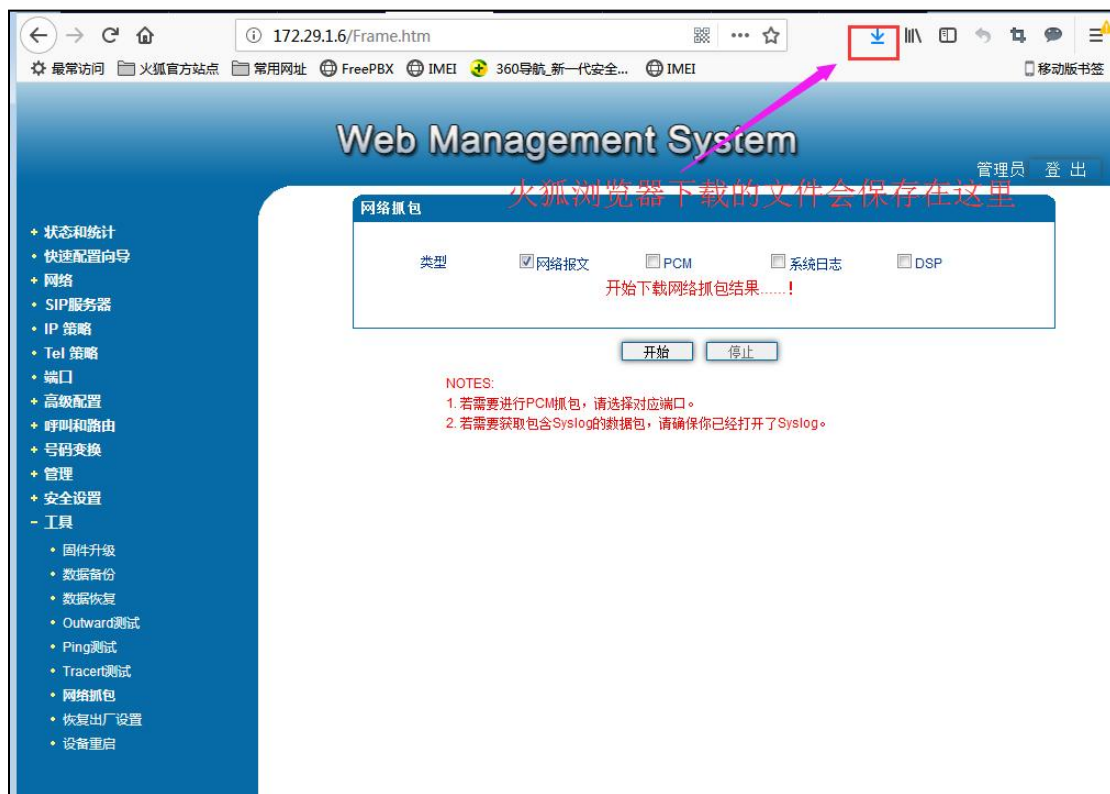 172.29.1.6/Frame.htm
最常访问 火狐官方站点 常用网址 FreePBX IMEI 360导航_新一代安全... IMEI 移动版书签
Web Management System
管理员 登 出
火狐浏览器下载的文件会保存在这里
网络抓包
类型 网络报文 PCM 系统日志 DSP
开始下载网络抓包结果......!
开始 停止
NOTES:
1. 若需要进行PCM抓包，请选择对应端口。
2. 若需要获取包含Syslog的数据包，请确保你已经打开了Syslog。
状态和统计
快速配置向导
网络
SIP服务器
IP 策略
Tel 策略
端口
高级配置
呼叫和路由
号码变换
管理
安全设置
工具
固件升级
数据备份
数据恢复
Outward测试
Ping测试
Tracert测试
网络抓包
恢复出厂设置
设备重启